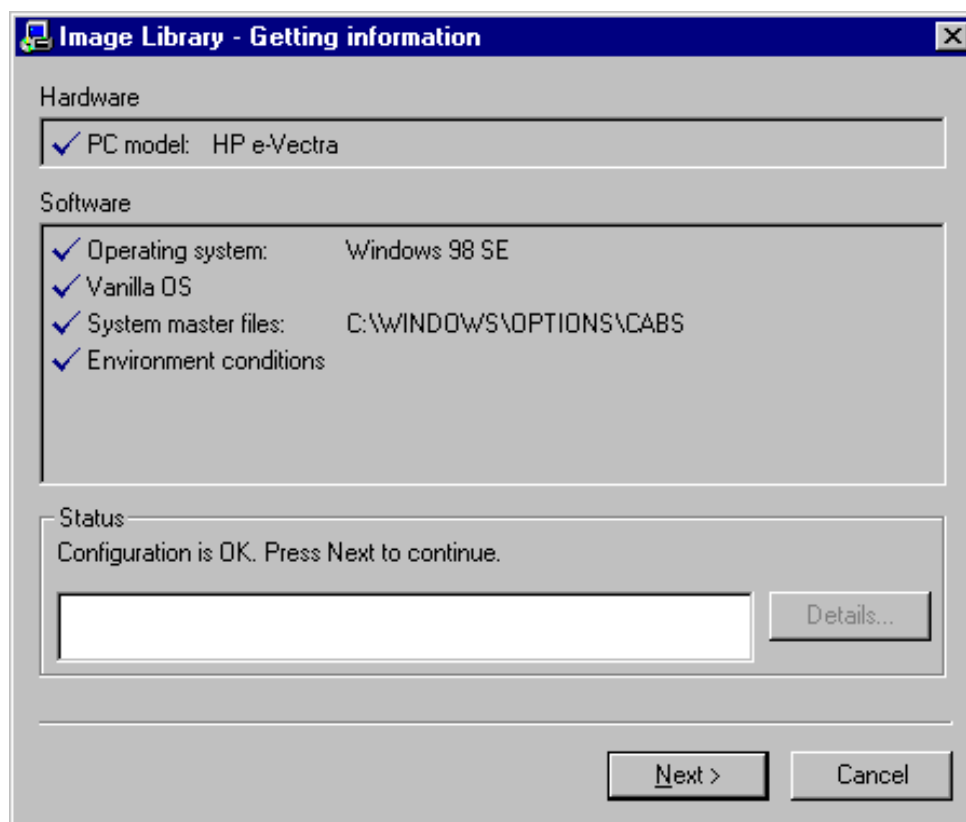 Image Library - Getting information
Hardware
PC model: HP e-Vectra
Software
Operating system: Windows 98 SE
Vanilla OS
System master files: C:\WINDOWS\OPTIONS\CABS
Environment conditions
Status
Configuration is OK. Press Next to continue.
Details...
Next > Cancel